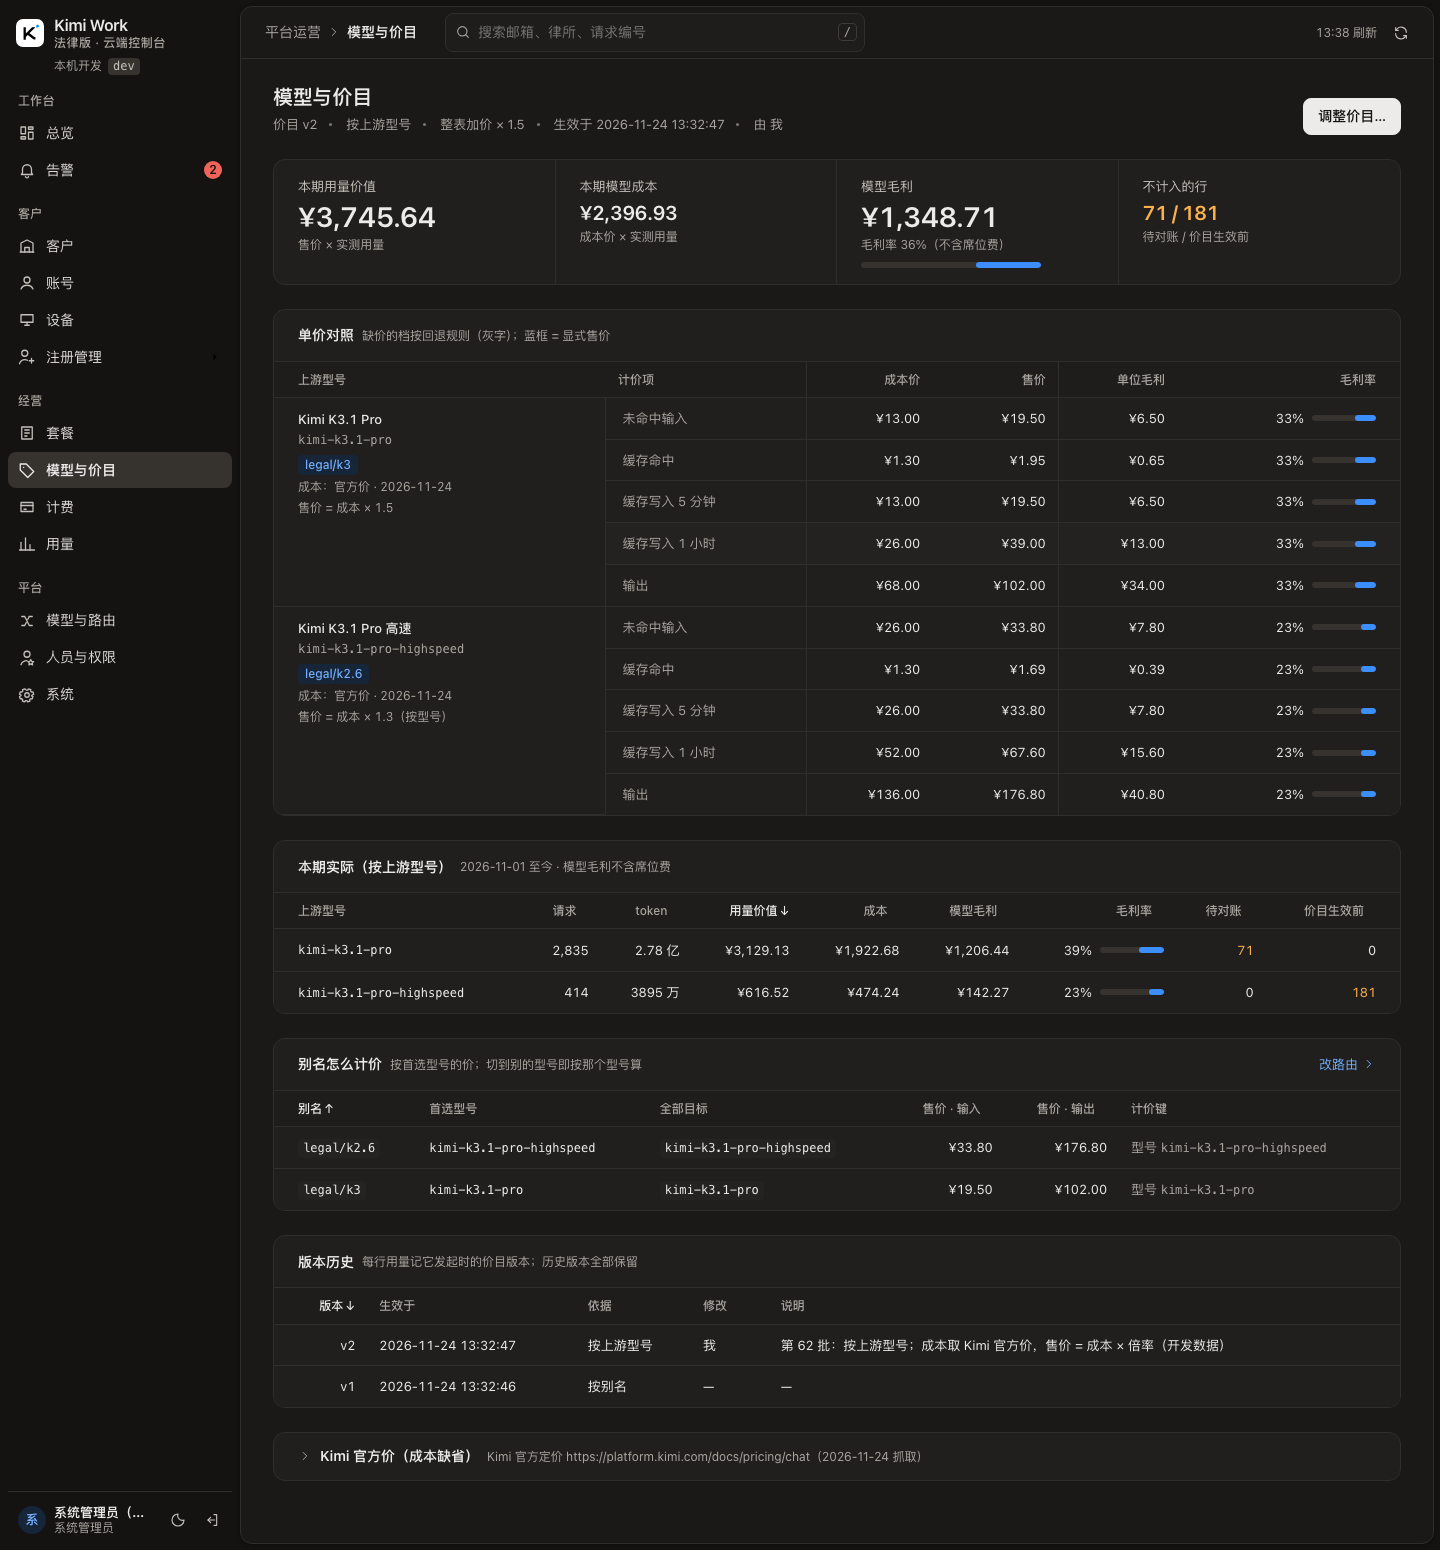 Kimi Work
法律版 · 云端控制台
本机开发 dev
工作台
总览
告警 2
客户
客户
账号
设备
注册管理
经营
套餐
模型与价目
计费
用量
平台
模型与路由
人员与权限
系统
系 系统管理员（...
系统管理员
平台运营 > 模型与价目
搜索邮箱、律所、请求编号 /
13:38 刷新
模型与价目
价目 v2 • 按上游型号 • 整表加价 × 1.5 • 生效于 2026-11-24 13:32:47 • 由 我
调整价目...
本期用量价值
¥3,745.64
售价 × 实测用量
本期模型成本
¥2,396.93
成本价 × 实测用量
模型毛利
¥1,348.71
毛利率 36%（不含席位费）
不计入的行
71 / 181
待对账 / 价目生效前
单价对照 缺价的档按回退规则（灰字）；蓝框 = 显式售价
上游型号 计价项 成本价 售价 单位毛利 毛利率
Kimi K3.1 Pro
kimi-k3.1-pro
legal/k3
成本：官方价 · 2026-11-24
售价 = 成本 × 1.5
未命中输入 ¥13.00 ¥19.50 ¥6.50 33%
缓存命中 ¥1.30 ¥1.95 ¥0.65 33%
缓存写入 5 分钟 ¥13.00 ¥19.50 ¥6.50 33%
缓存写入 1 小时 ¥26.00 ¥39.00 ¥13.00 33%
输出 ¥68.00 ¥102.00 ¥34.00 33%
Kimi K3.1 Pro 高速
kimi-k3.1-pro-highspeed
legal/k2.6
成本：官方价 · 2026-11-24
售价 = 成本 × 1.3（按型号）
未命中输入 ¥26.00 ¥33.80 ¥7.80 23%
缓存命中 ¥1.30 ¥1.69 ¥0.39 23%
缓存写入 5 分钟 ¥26.00 ¥33.80 ¥7.80 23%
缓存写入 1 小时 ¥52.00 ¥67.60 ¥15.60 23%
输出 ¥136.00 ¥176.80 ¥40.80 23%
本期实际（按上游型号） 2026-11-01 至今 · 模型毛利不含席位费
上游型号 请求 token 用量价值↓ 成本 模型毛利 毛利率 待对账 价目生效前
kimi-k3.1-pro 2,835 2.78 亿 ¥3,129.13 ¥1,922.68 ¥1,206.44 39% 71 0
kimi-k3.1-pro-highspeed 414 3895 万 ¥616.52 ¥474.24 ¥142.27 23% 0 181
别名怎么计价 按首选型号的价；切到别的型号即按那个型号算 改路由 >
别名↑ 首选型号 全部目标 售价 · 输入 售价 · 输出 计价键
legal/k2.6 kimi-k3.1-pro-highspeed kimi-k3.1-pro-highspeed ¥33.80 ¥176.80 型号 kimi-k3.1-pro-highspeed
legal/k3 kimi-k3.1-pro kimi-k3.1-pro ¥19.50 ¥102.00 型号 kimi-k3.1-pro
版本历史 每行用量记它发起时的价目版本；历史版本全部保留
版本↓ 生效于 依据 修改 说明
v2 2026-11-24 13:32:47 按上游型号 我 第 62 批：按上游型号；成本取 Kimi 官方价，售价 = 成本 × 倍率（开发数据）
v1 2026-11-24 13:32:46 按别名 — —
> Kimi 官方价（成本缺省） Kimi 官方定价 https://platform.kimi.com/docs/pricing/chat（2026-11-24 抓取）